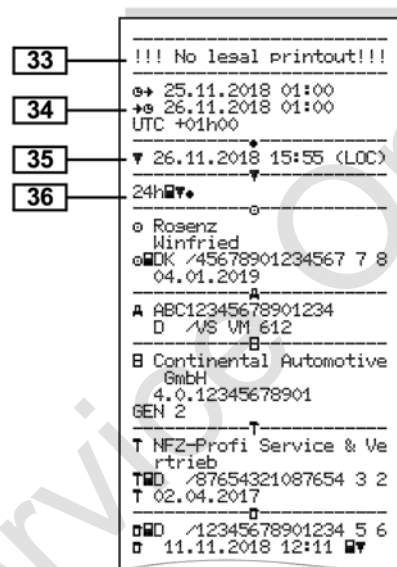 33
!!! No legal printout!!!
34
25.11.2018 01:00
26.11.2018 01:00
UTC +01h00
35
▼ 26.11.2018 15:55 (LOC)
36
24h▼
Rogenz
Winfried
DK /45678901234567 7 8
04.01.2019
A ABC12345678901234
D /VS VM 612
B Continental Automotive
GmbH
4.0.12345678901
GEN 2
T NFZ-Profi Service & Ve
rtrieb
T D /87654321087654 3 2
T 02.04.2017
D /12345678901234 5 6
11.11.2018 12:11 ▼
Service